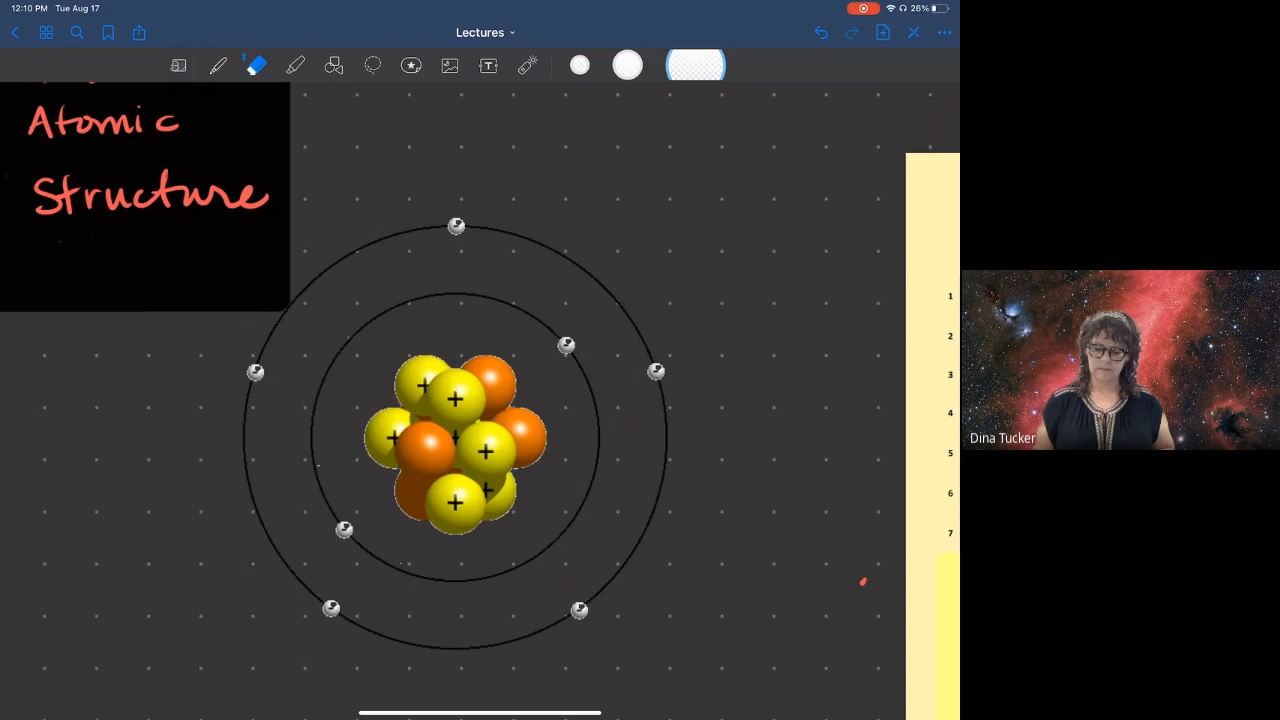 12:10 PM Tue Aug 17
26%
Lectures
T
Atomic
Structure
+
+
+
+
+
+
+
+
1
2
3
4
5
6
7
Dina Tucker